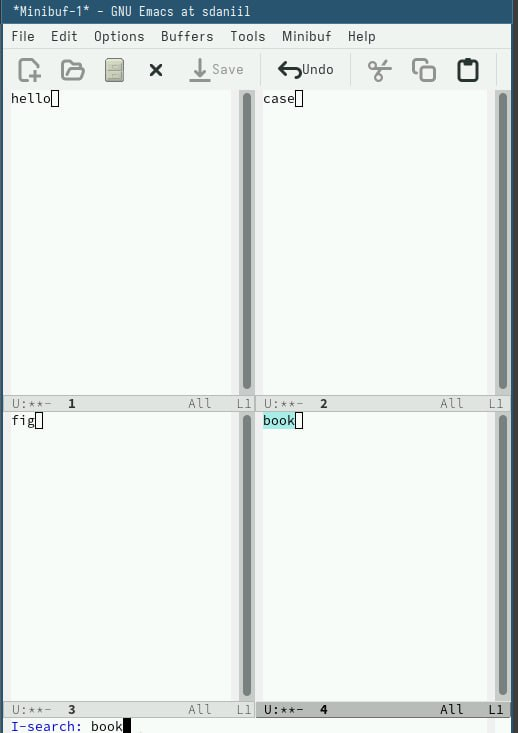 *Minibuf-1* - GNU Emacs at sdaniil
File Edit Options Buffers Tools Minibuf Help
Save Undo
hello
case
U:**- 1 All L1
U:**- 2 All L1
fig
book
U:**- 3 All L1
U:**- 4 All L1
I-search: book